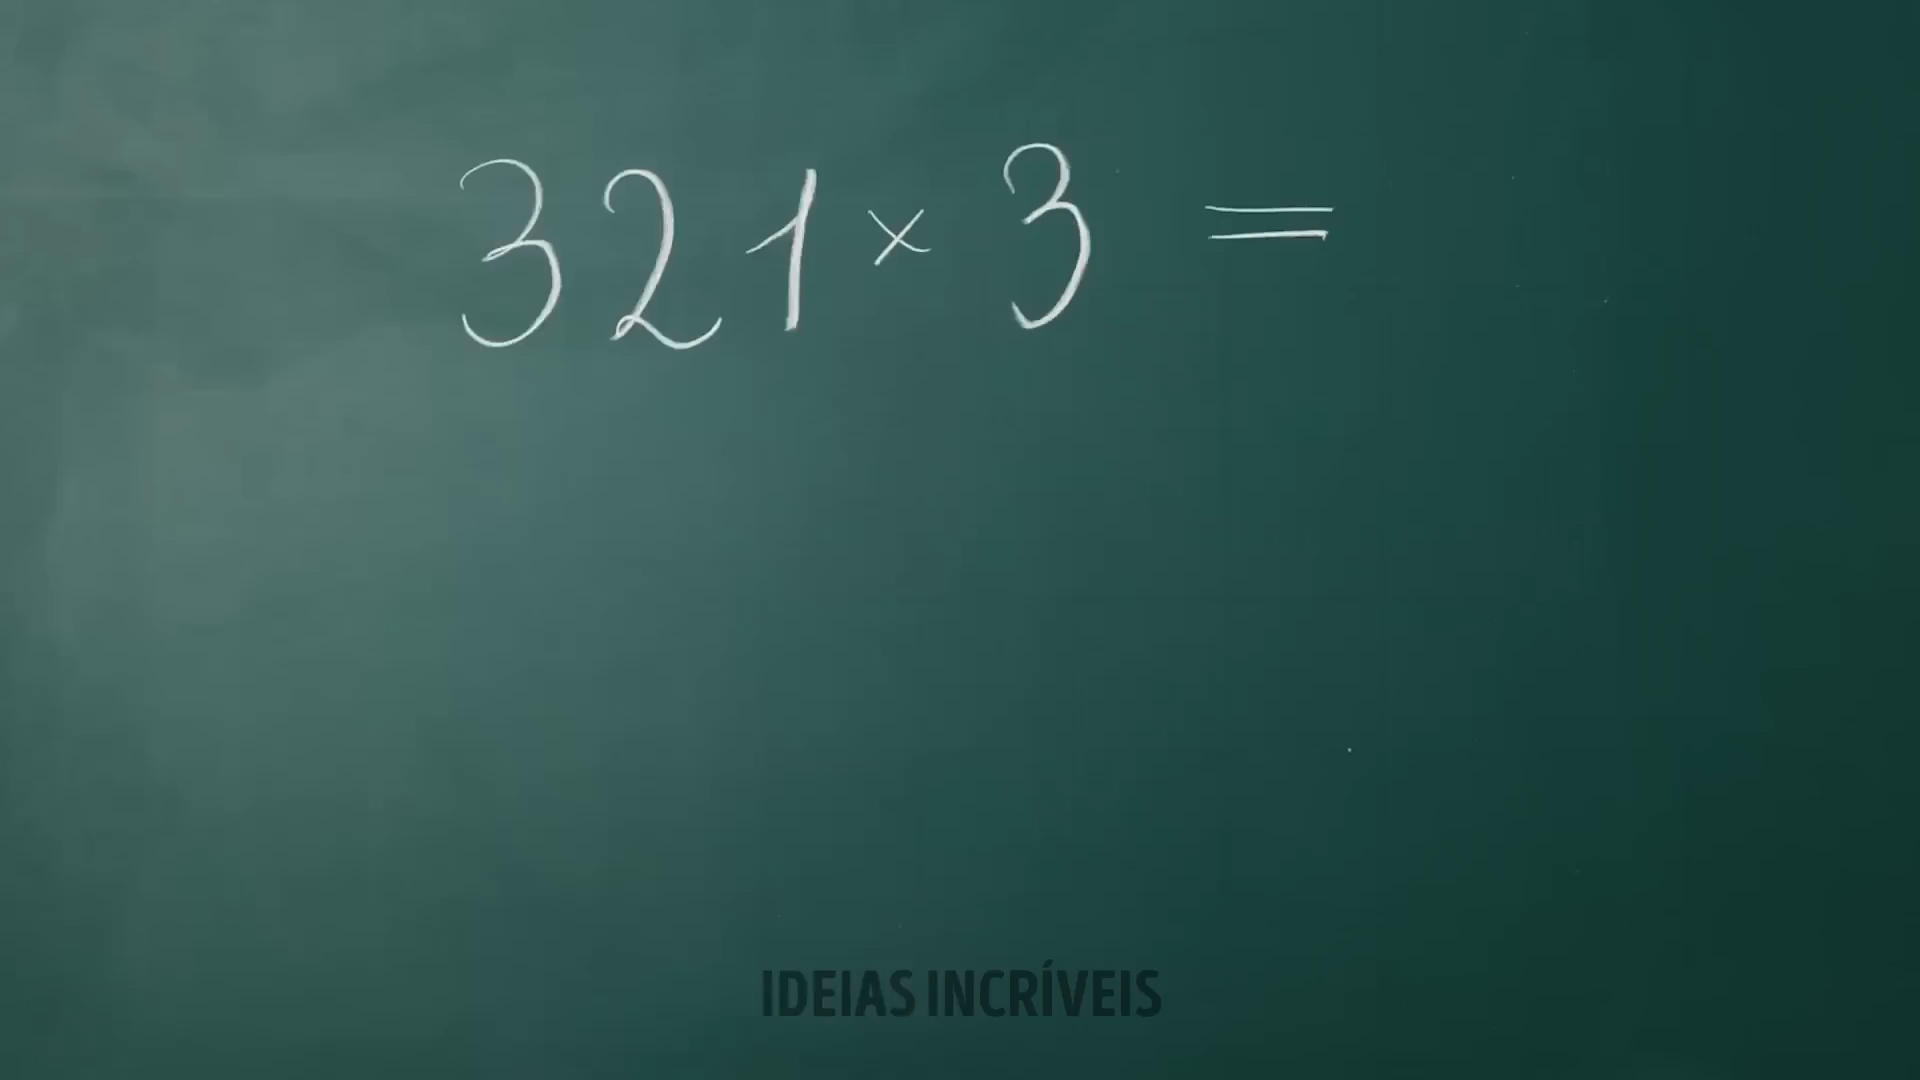 321 × 3 =
IDEIAS INCRÍVEIS